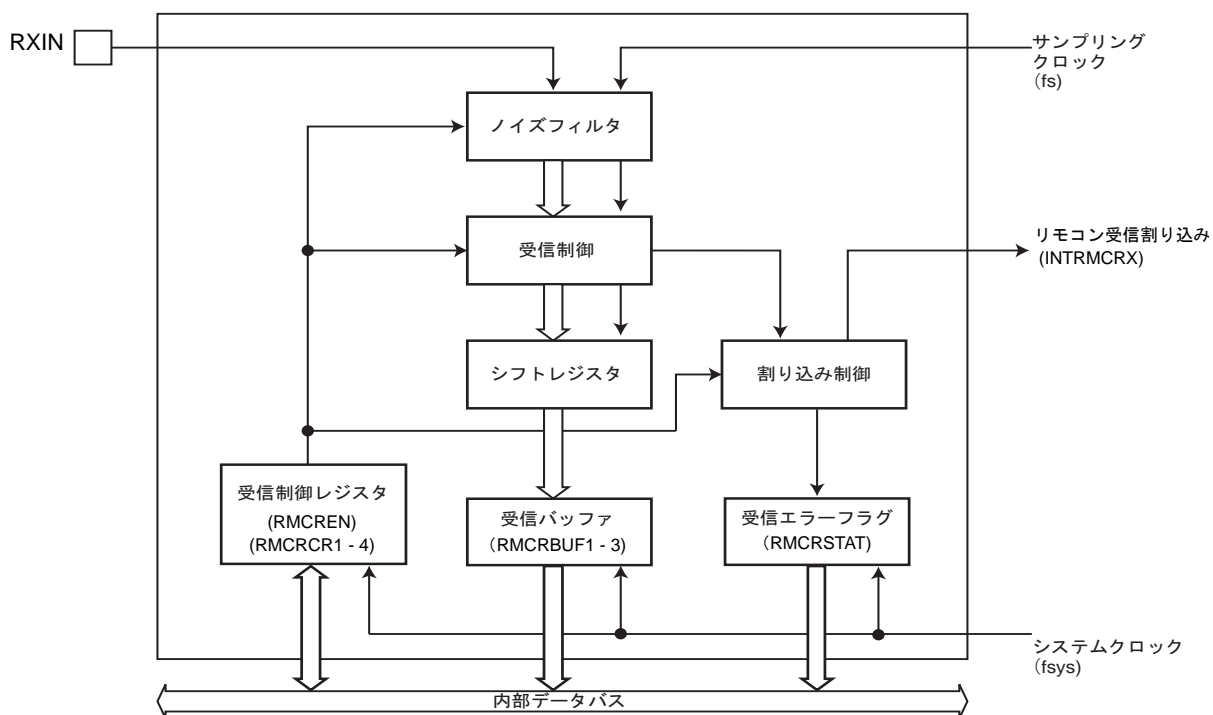 RXIN
サンプリング
クロック
(fs)
ノイズフィルタ
受信制御
リモコン受信割り込み
(INTRMCRX)
シフトレジスタ
割り込み制御
受信制御レジスタ
(RMCREN)
(RMCRCR1 - 4)
受信バッファ
(RMCRBUF1 - 3)
受信エラーフラグ
(RMCRSTAT)
システムクロック
(fsys)
内部データバス